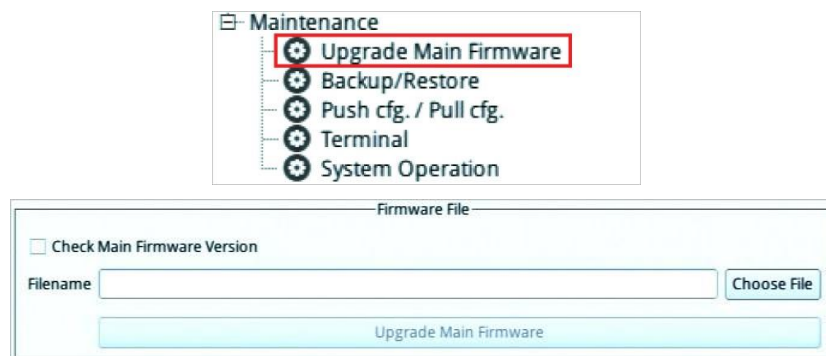 Maintenance
Upgrade Main Firmware
Backup/Restore
Push cfg. / Pull cfg.
Terminal
System Operation
Firmware File
Check Main Firmware Version
Filename Choose File
Upgrade Main Firmware